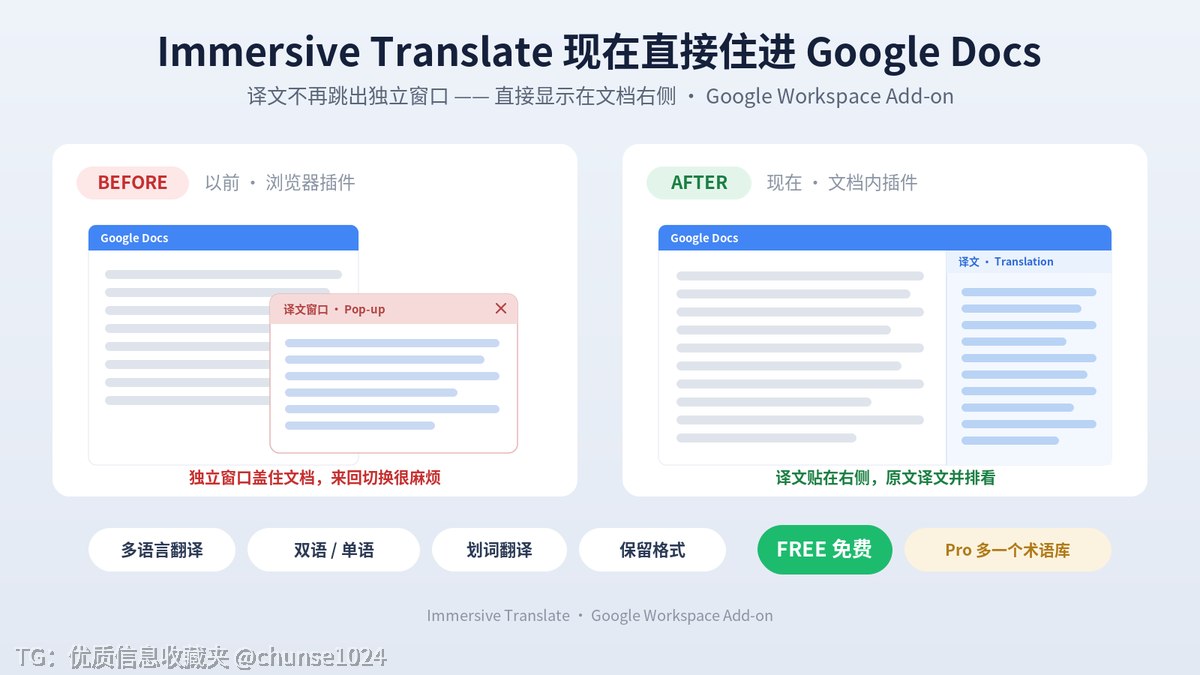 Immersive Translate 现在直接住进 Google Docs
译文不再跳出独立窗口 —— 直接显示在文档右侧 · Google Workspace Add-on
BEFORE 以前 · 浏览器插件
Google Docs
译文窗口 · Pop-up
独立窗口盖住文档，来回切换很麻烦
AFTER 现在 · 文档内插件
Google Docs
译文 · Translation
译文贴在右侧，原文译文并排看
多语言翻译 双语 / 单语 划词翻译 保留格式 FREE 免费 Pro 多一个术语库
Immersive Translate · Google Workspace Add-on
TG：优质信息收藏夹 @chunse1024